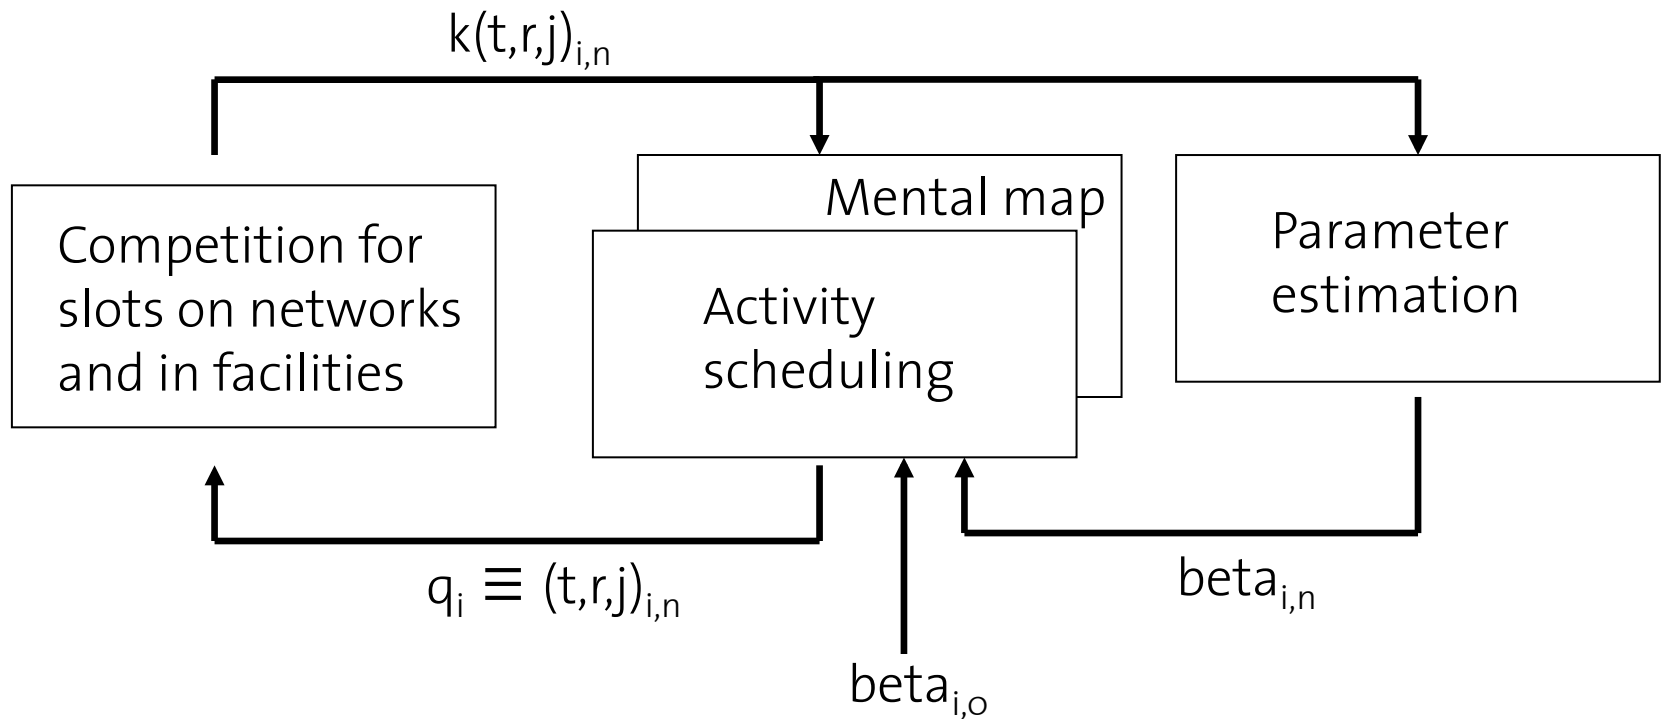 k(t,r,j)i,n
Mental map
Competition for
slots on networks
and in facilities
Activity
scheduling
Parameter
estimation
qi ≡ (t,r,j)i,n
betai,n
betai,o